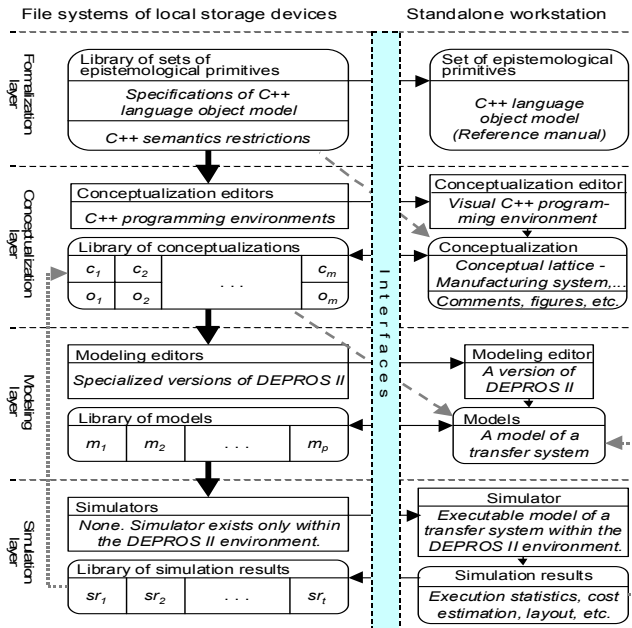 File systems of local storage devices
Standalone workstation
Formalization
layer
Library of sets of
epistemological primitives
Specifications of C++
language object model
C++ semantics restrictions
Set of epistemological
primitives
C++ language
object model
(Reference manual)
Conceptualization
layer
Conceptualization editors
C++ programming environments
Library of conceptualizations
c1 c2 . . . cm
o1 o2 om
Conceptualization editor
Visual C++ program-
ming environment
Conceptualization
Conceptual lattice -
Manufacturing system,...
Comments, figures, etc.
Interfaces
Modeling
layer
Modeling editors
Specialized versions of DEPROS II
Library of models
m1 m2 . . . mp
Modeling editor
A version of
DEPROS II
Models
A model of a
transfer system
Simulation
layer
Simulators
None. Simulator exists only within
the DEPROS II environment.
Library of simulation results
sr1 sr2 . . . srt
Simulator
Executable model of a
transfer system within the
DEPROS II environment.
Simulation results
Execution statistics, cost
estimation, layout, etc.